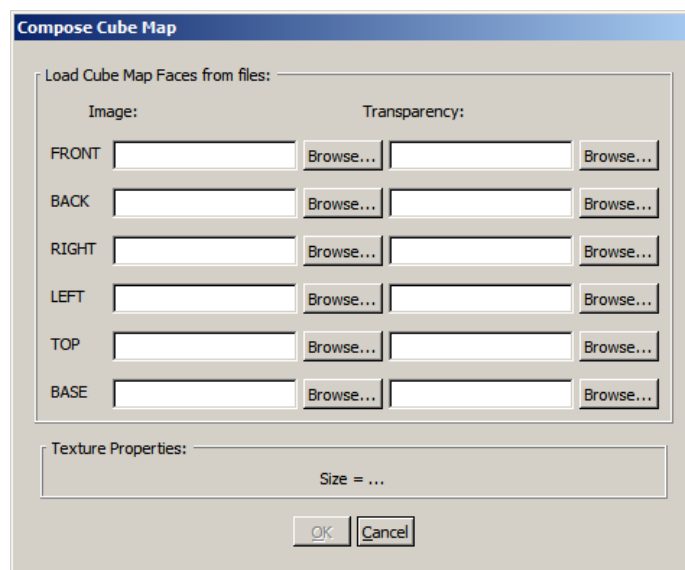 Compose Cube Map
Load Cube Map Faces from files:
Image: Transparency:
FRONT Browse... Browse...
BACK Browse... Browse...
RIGHT Browse... Browse...
LEFT Browse... Browse...
TOP Browse... Browse...
BASE Browse... Browse...
Texture Properties:
Size = ...
OK Cancel